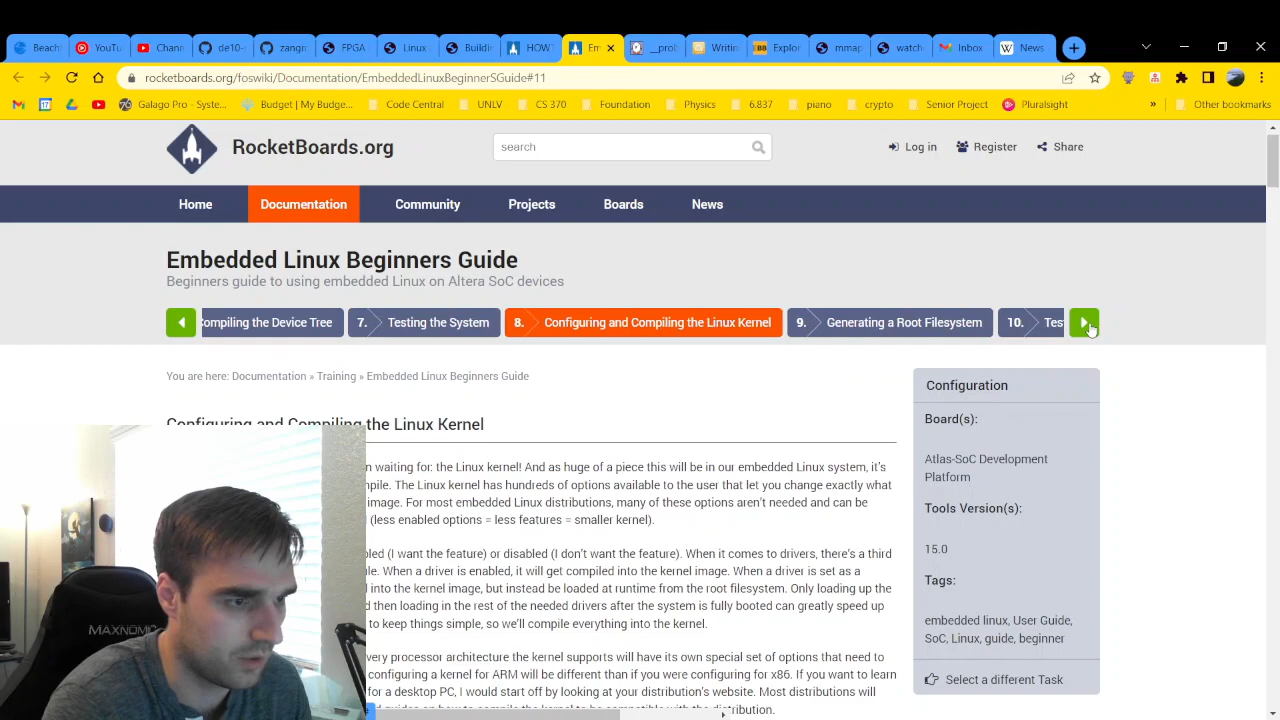 Beach
YouTu
Chann
de10-
zangn
FPGA
Linux
Buildin
HOWT
Em
__prob
Writin
Explor
mmap
watch
Inbox
News
rocketboards.org/foswiki/Documentation/EmbeddedLinuxBeginnerSGuide#11
Galago Pro - Syste...
Budget ( My Budge...
Code Central
UNLV
CS 370
Foundation
Physics
6.837
piano
crypto
Senior Project
Pluralsight
»
Other bookmarks
RocketBoards.org
search
Log in
Register
Share
Home
Documentation
Community
Projects
Boards
News
Embedded Linux Beginners Guide
Beginners guide to using embedded Linux on Altera SoC devices
Compiling the Device Tree
7. Testing the System
8. Configuring and Compiling the Linux Kernel
9. Generating a Root Filesystem
10. Tes
You are here: Documentation » Training » Embedded Linux Beginners Guide
Configuring and Compiling the Linux Kernel
n waiting for: the Linux kernel! And as huge of a piece this will be in our embedded Linux system, it's
pile. The Linux kernel has hundreds of options available to the user that let you change exactly what
image. For most embedded Linux distributions, many of these options aren't needed and can be
(less enabled options = less features = smaller kernel).
bled (I want the feature) or disabled (I don't want the feature). When it comes to drivers, there's a third
le. When a driver is enabled, it will get compiled into the kernel image. When a driver is set as a
into the kernel image, but instead be loaded at runtime from the root filesystem. Only loading up the
d then loading in the rest of the needed drivers after the system is fully booted can greatly speed up
to keep things simple, so we'll compile everything into the kernel.
very processor architecture the kernel supports will have its own special set of options that need to
configuring a kernel for ARM will be different than if you were configuring for x86. If you want to learn
for a desktop PC, I would start off by looking at your distribution's website. Most distributions will
guides on how to compile the kernel to be compatible with the distribution.
Configuration
Board(s):
Atlas-SoC Development
Platform
Tools Version(s):
15.0
Tags:
embedded linux, User Guide,
SoC, Linux, guide, beginner
Select a different Task
MAXNOMIC